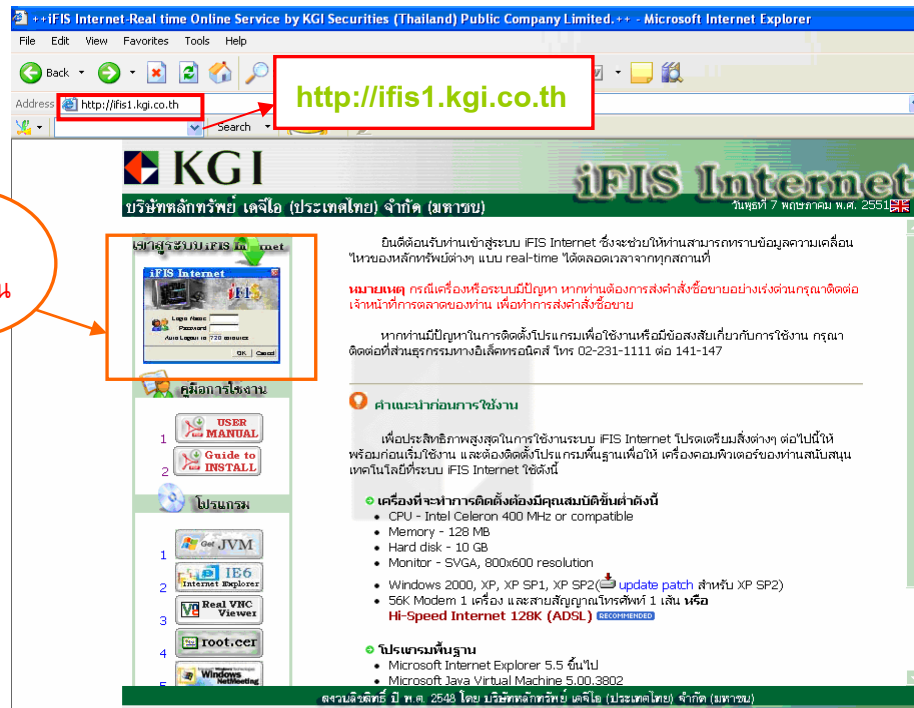 ++iFIS Internet-Real time Online Service by KGI Securities (Thailand) Public Company Limited.++ - Microsoft Internet Explorer
File Edit View Favorites Tools Help
Back
Address http://ifis1.kgi.co.th
http://ifis1.kgi.co.th
Search
KGI
iFIS Internet
บริษัทหลักทรัพย์ เคจีไอ (ประเทศไทย) จำกัด (มหาชน)
วันพุธที่ 7 พฤษภาคม พ.ศ. 2551
เข้าสู่ระบบ iFIS In met
iFIS Internet
iFIS
Login Name
Password
Auto Logout in 720 minutes
OK Cancel
น
คู่มือการใช้งาน
1 USER MANUAL
2 Guide to INSTALL
โปรแกรม
1 Get JVM
2 IE6 Internet Explorer
3 Real VNC Viewer
4 root.cer
5 Windows NetMeeting
ยินดีต้อนรับท่านเข้าสู่ระบบ iFIS Internet ซึ่งจะช่วยให้ท่านสามารถทราบข้อมูลความเคลื่อน
ไหวของหลักทรัพย์ต่างๆ แบบ real-time ได้ตลอดเวลาจากทุกสถานที่
หมายเหตุ กรณีเครื่องหรือระบบมีปัญหา หากท่านต้องการส่งคำสั่งซื้อขายอย่างเร่งด่วนกรุณาติดต่อ
เจ้าหน้าที่การตลาดของท่าน เพื่อทำการส่งคำสั่งซื้อขาย
หากท่านมีปัญหาในการติดตั้งโปรแกรมเพื่อใช้งานหรือมีข้อสงสัยเกี่ยวกับการใช้งาน กรุณา
ติดต่อที่ส่วนธุรกรรมทางอิเล็คทรอนิคส์ โทร 02-231-1111 ต่อ 141-147
คำแนะนำก่อนการใช้งาน
เพื่อประสิทธิภาพสูงสุดในการใช้งานระบบ iFIS Internet โปรดเตรียมสิ่งต่างๆ ต่อไปนี้ให้
พร้อมก่อนเริ่มใช้งาน และต้องติดตั้งโปรแกรมพื้นฐานเพื่อให้ เครื่องคอมพิวเตอร์ของท่านสนับสนุน
เทคโนโลยีที่ระบบ iFIS Internet ใช้ดังนี้
เครื่องที่จะทำการติดตั้งต้องมีคุณสมบัติขั้นต่ำดังนี้
• CPU - Intel Celeron 400 MHz or compatible
• Memory - 128 MB
• Hard disk - 10 GB
• Monitor - SVGA, 800x600 resolution
• Windows 2000, XP, XP SP1, XP SP2( update patch สำหรับ XP SP2)
• 56K Modem 1 เครื่อง และสายสัญญาณโทรศัพท์ 1 เส้น หรือ
Hi-Speed Internet 128K (ADSL) RECOMMENDED
โปรแกรมพื้นฐาน
• Microsoft Internet Explorer 5.5 ขึ้นไป
• Microsoft Java Virtual Machine 5.00.3802
สงวนลิขสิทธิ์ ปี พ.ศ. 2548 โดย บริษัทหลักทรัพย์ เคจีไอ (ประเทศไทย) จำกัด (มหาชน)